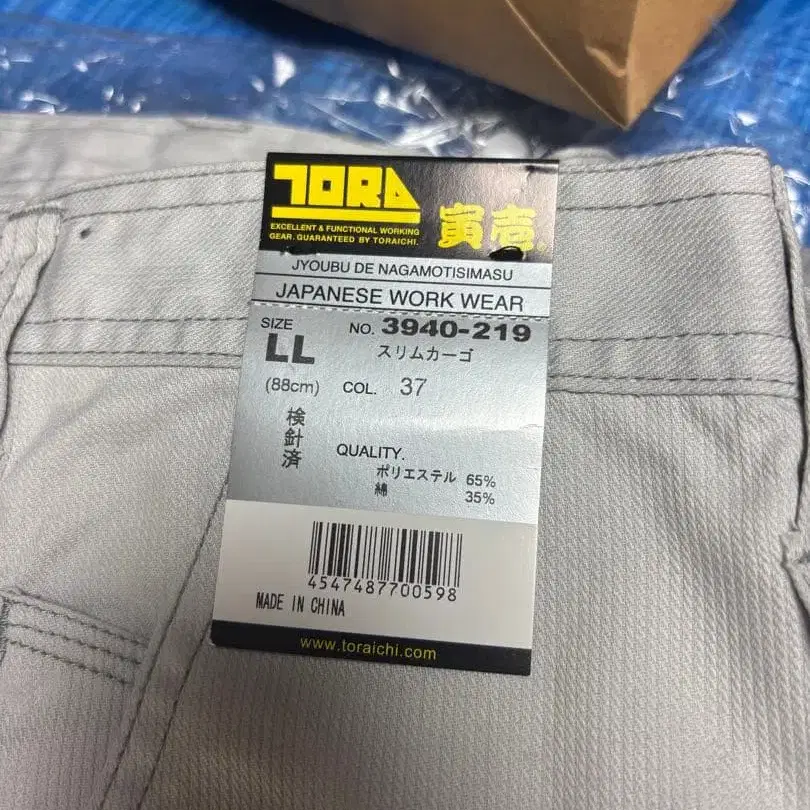 TORA
寅壱®
EXCELLENT & FUNCTIONAL WORKING
GEAR. GUARANTEED BY TORAICHI.
JYOUBU DE NAGAMOTISIMASU
JAPANESE WORK WEAR
SIZE
LL
(88cm)
NO. 3940-219
スリムカーゴ
COL. 37
検針済
QUALITY.
ポリエステル 65%
綿 35%
4547487700598
MADE IN CHINA
www.toraichi.com